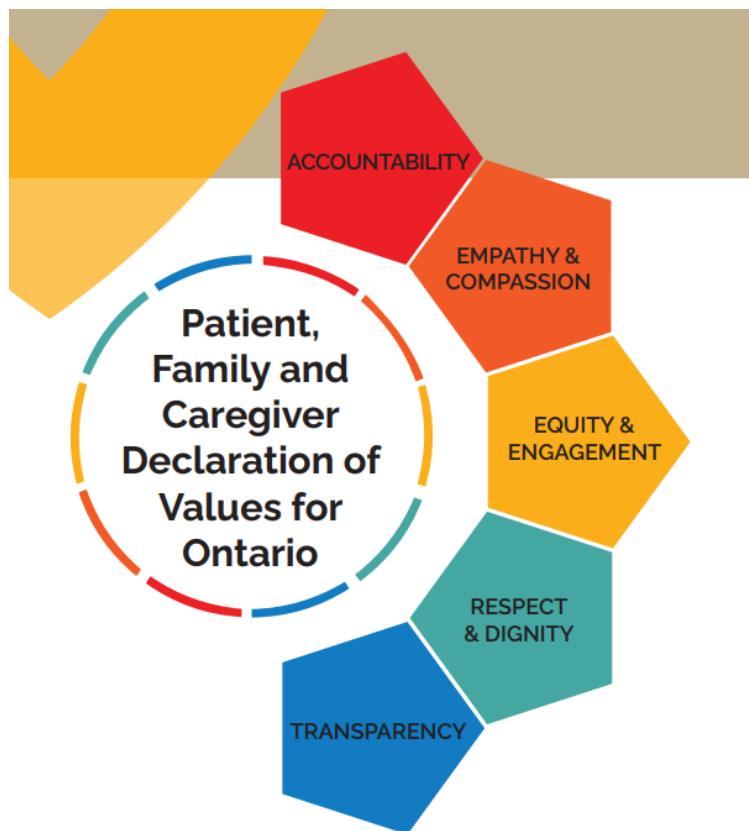 ACCOUNTABILITY
EMPATHY &
COMPASSION
Patient,
Family and
Caregiver
Declaration of
Values for
Ontario
EQUITY &
ENGAGEMENT
RESPECT
& DIGNITY
TRANSPARENCY